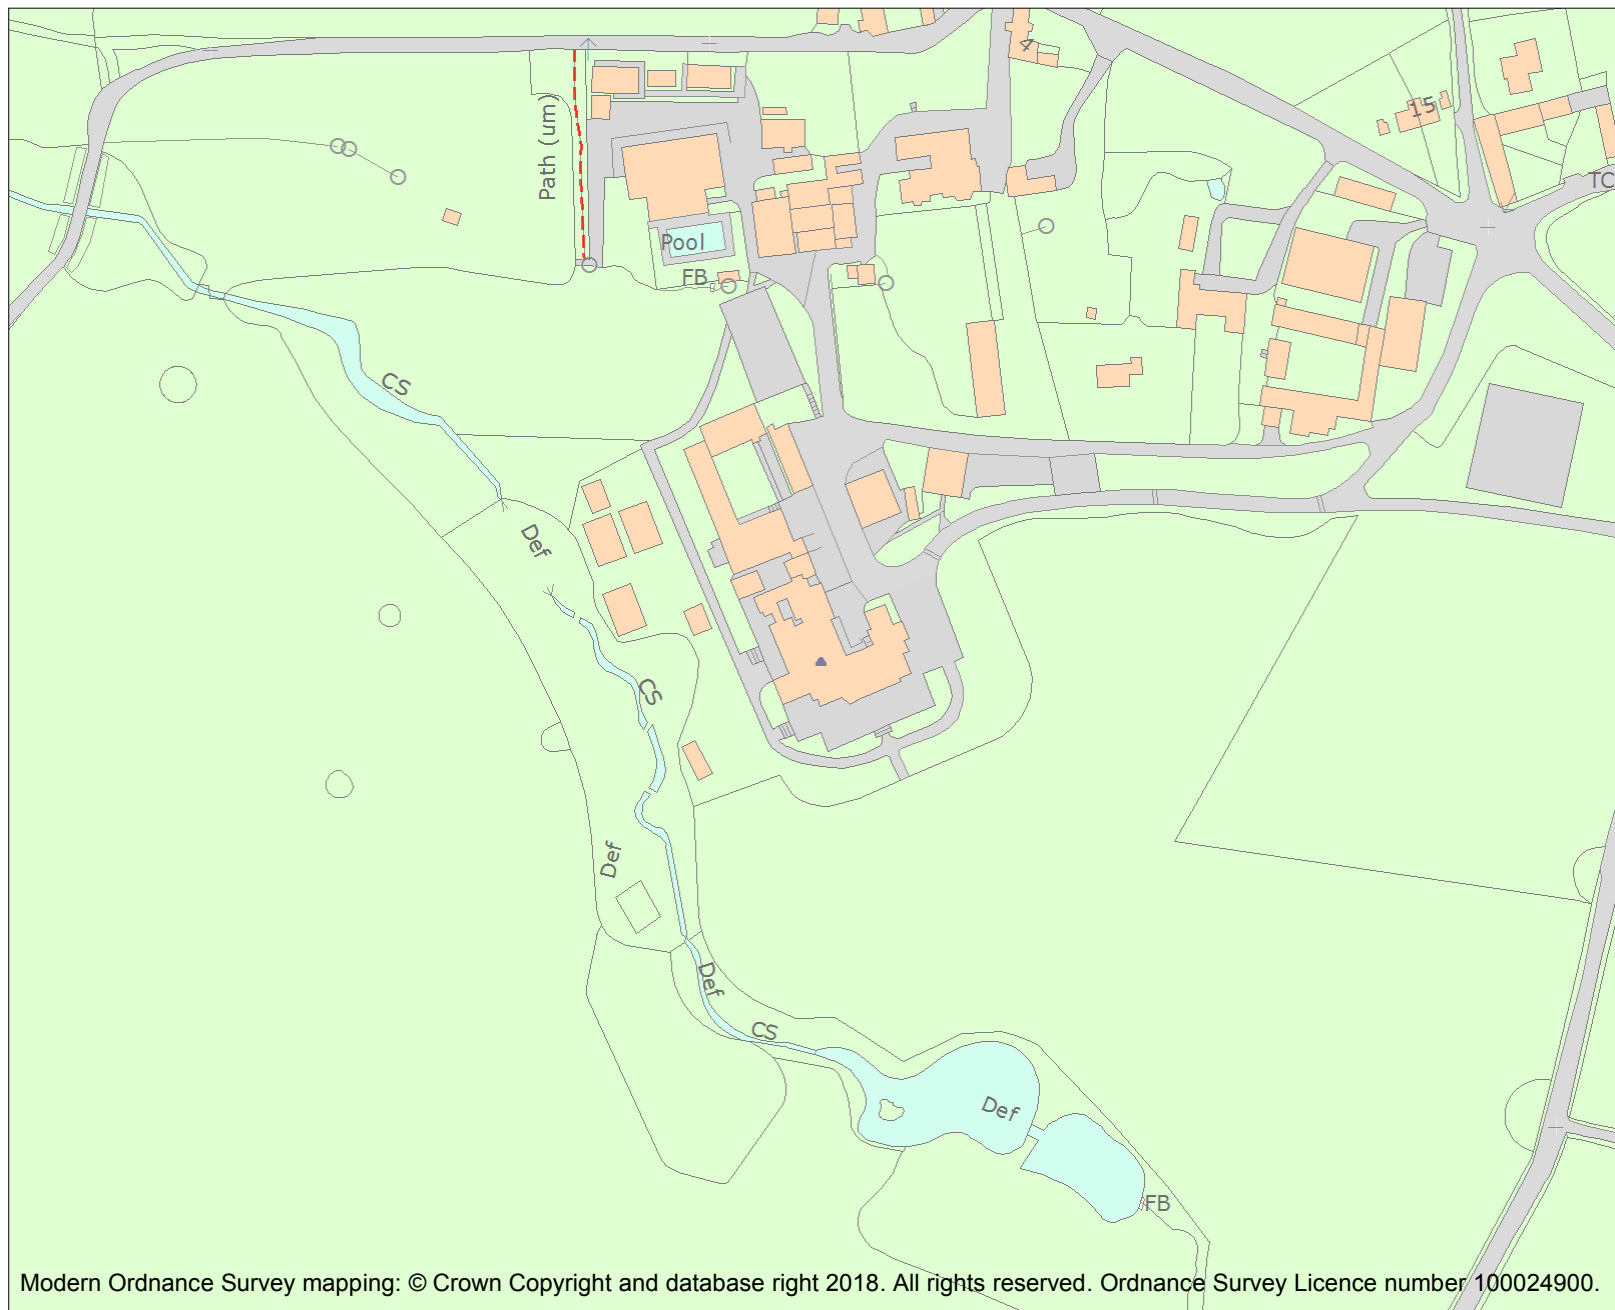 4
15
Path (um)
TC
Pool
FB
CS
Def
CS
Def
Def
CS
Def
FB
Modern Ordnance Survey mapping: © Crown Copyright and database right 2018. All rights reserved. Ordnance Survey Licence number 100024900.